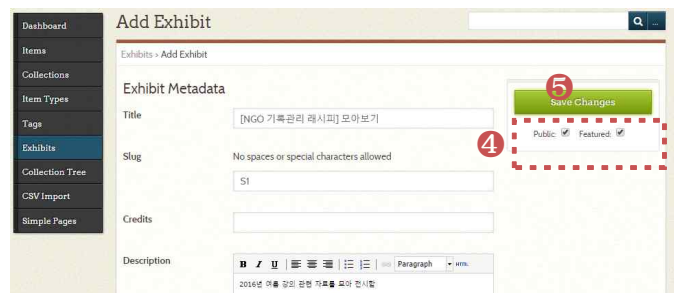 Dashboard
Items
Collections
Item Types
Tags
Exhibits
Collection Tree
CSV Import
Simple Pages
Add Exhibit
...
Exhibits > Add Exhibit
Exhibit Metadata
Title
[NGO 기록관리 래시피] 모아보기
Slug
No spaces or special characters allowed
S1
Credits
Description
B I U Paragraph HTML
2016년 여름 강의 관련 자료를 모아 전시함
5
Save Changes
4
Public: Featured: